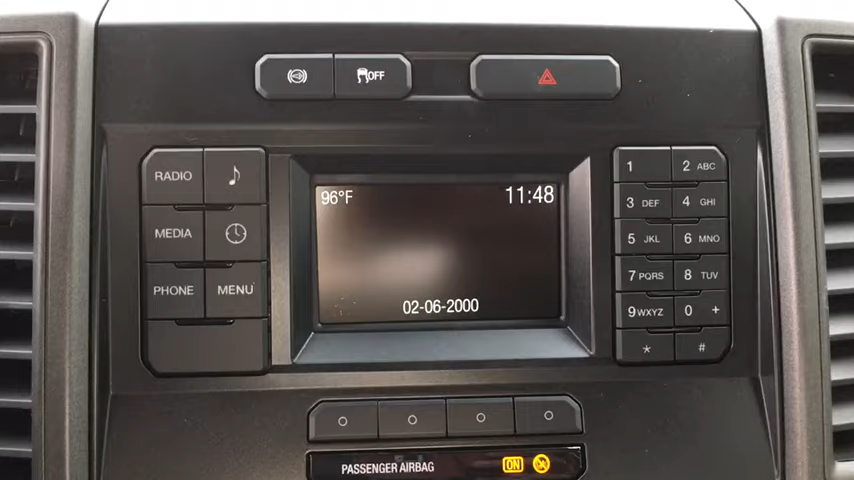 OFF
RADIO
MEDIA
PHONE MENU
96°F 11:48
02-06-2000
1 2 ABC
3 DEF 4 GHI
5 JKL 6 MNO
7 PQRS 8 TUV
9 WXYZ 0 +
* #
PASSENGER AIRBAG ON